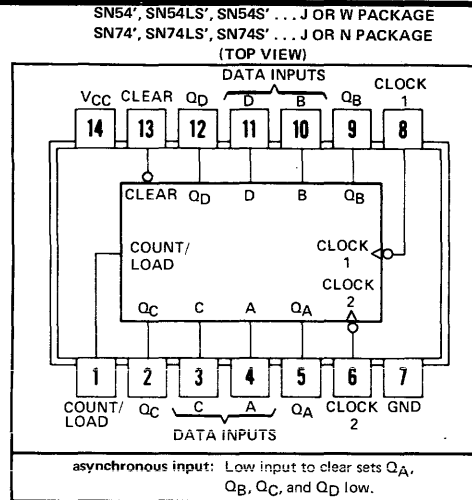 SN54', SN54LS', SN54S' ... J OR W PACKAGE
SN74', SN74LS', SN74S' ... J OR N PACKAGE
(TOP VIEW)
DATA INPUTS
VCC CLEAR QD D B QB CLOCK 1
14 13 12 11 10 9 8
CLEAR QD D B QB
COUNT/
LOAD
CLOCK
1
CLOCK
2
QC C A QA
1 2 3 4 5 6 7
COUNT/
LOAD
QC C A QA CLOCK 2 GND
DATA INPUTS
asynchronous input: Low input to clear sets QA,
QB, QC, and QD low.